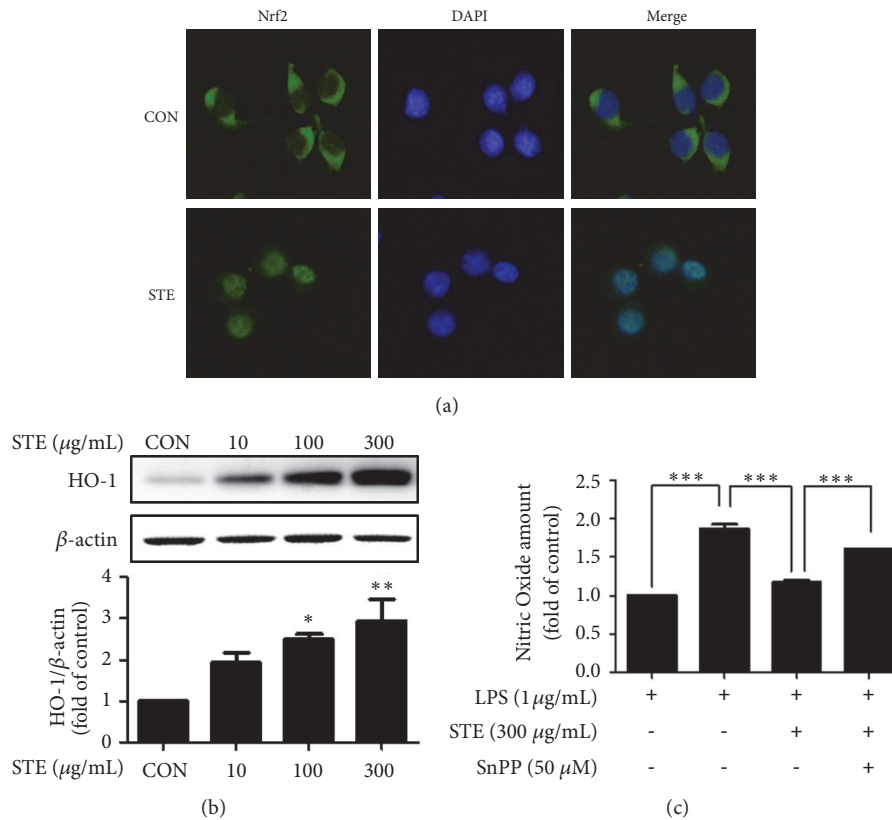 Nrf2 DAPI Merge
CON
STE
(a)
STE (μg/mL) CON 10 100 300
HO-1
β-actin
HO-1/β-actin
(fold of control)
4
3
2
1
0
* **
STE (μg/mL) CON 10 100 300
(b)
Nitric Oxide amount
(fold of control)
2.5
2.0
1.5
1.0
0.5
0.0
*** *** ***
LPS (1 μg/mL) + + + +
STE (300 μg/mL) - - + +
SnPP (50 μM) - - - +
(c)